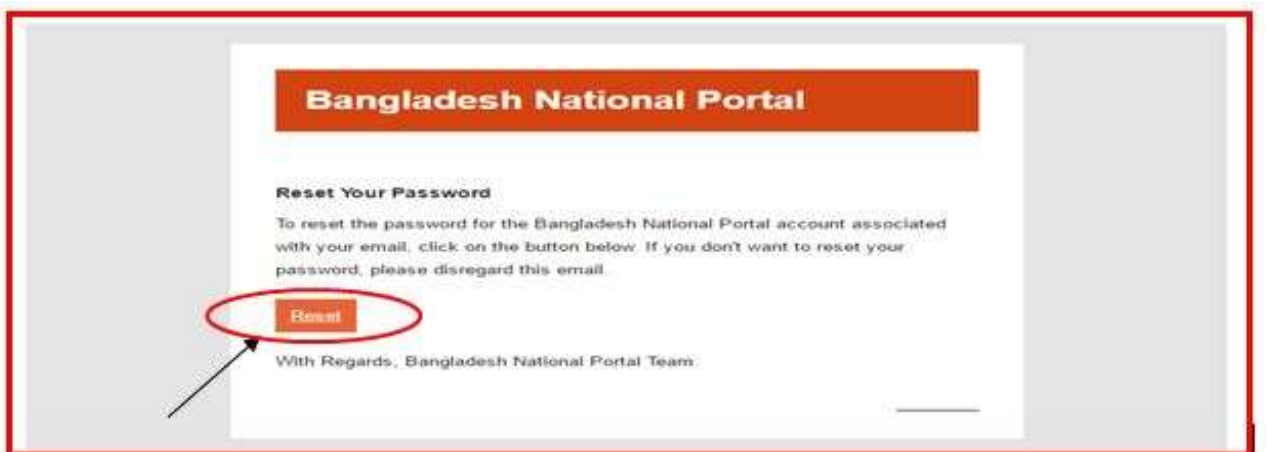 Bangladesh National Portal
Reset Your Password
To reset the password for the Bangladesh National Portal account associated
with your email, click on the button below. If you don't want to reset your
password, please disregard this email.
Reset
With Regards, Bangladesh National Portal Team